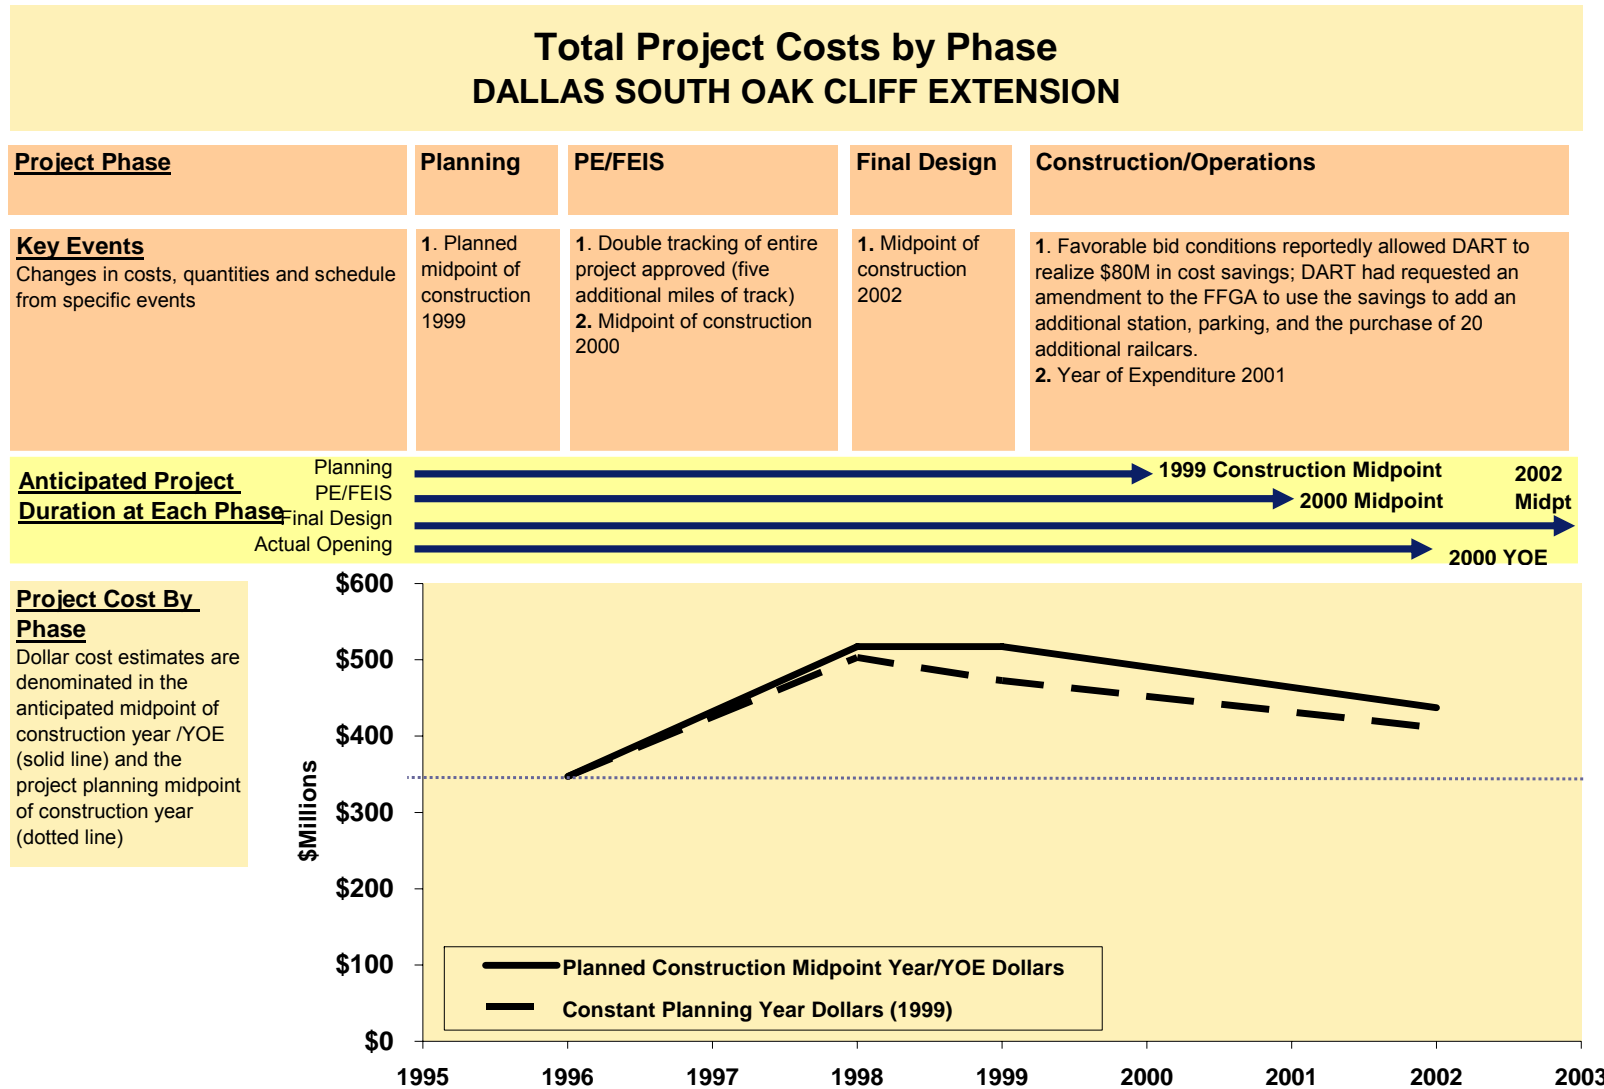 Total Project Costs by Phase
DALLAS SOUTH OAK CLIFF EXTENSION
Project Phase
Planning
PE/FEIS
Final Design
Construction/Operations
Key Events
Changes in costs, quantities and schedule
from specific events
1. Planned
midpoint of
construction
1999
1. Double tracking of entire
project approved (five
additional miles of track)
2. Midpoint of construction
2000
1. Midpoint of
construction
2002
1. Favorable bid conditions reportedly allowed DART to
realize $80M in cost savings; DART had requested an
amendment to the FFGA to use the savings to add an
additional station, parking, and the purchase of 20
additional railcars.
2. Year of Expenditure 2001
Anticipated Project
Duration at Each Phase
Planning
PE/FEIS
Final Design
Actual Opening
1999 Construction Midpoint
2000 Midpoint
2002
Midpt
2000 YOE
Project Cost By
Phase
Dollar cost estimates are
denominated in the
anticipated midpoint of
construction year /YOE
(solid line) and the
project planning midpoint
of construction year
(dotted line)
$Millions
$600
$500
$400
$300
$200
$100
$0
Planned Construction Midpoint Year/YOE Dollars
Constant Planning Year Dollars (1999)
1995 1996 1997 1998 1999 2000 2001 2002 2003